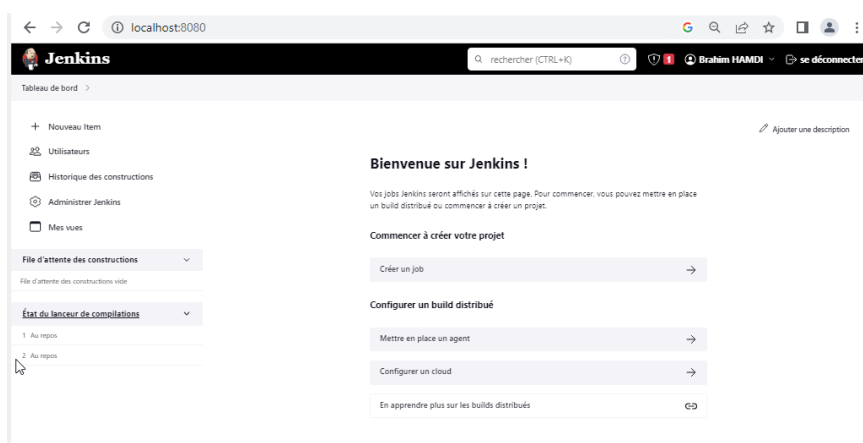 localhost:8080
Jenkins
rechercher (CTRL+K)
1
Brahim HAMDI
se déconnecter
Tableau de bord
Nouveau Item
Ajouter une description
Utilisateurs
Historique des constructions
Administrer Jenkins
Mes vues
File d'attente des constructions
File d'attente des constructions vide
État du lanceur de compilations
1 Au repos
2 Au repos
Bienvenue sur Jenkins !
Vos jobs Jenkins seront affichés sur cette page. Pour commencer, vous pouvez mettre en place
un build distribué ou commencer à créer un projet.
Commencer à créer votre projet
Créer un job
Configurer un build distribué
Mettre en place un agent
Configurer un cloud
En apprendre plus sur les builds distribués